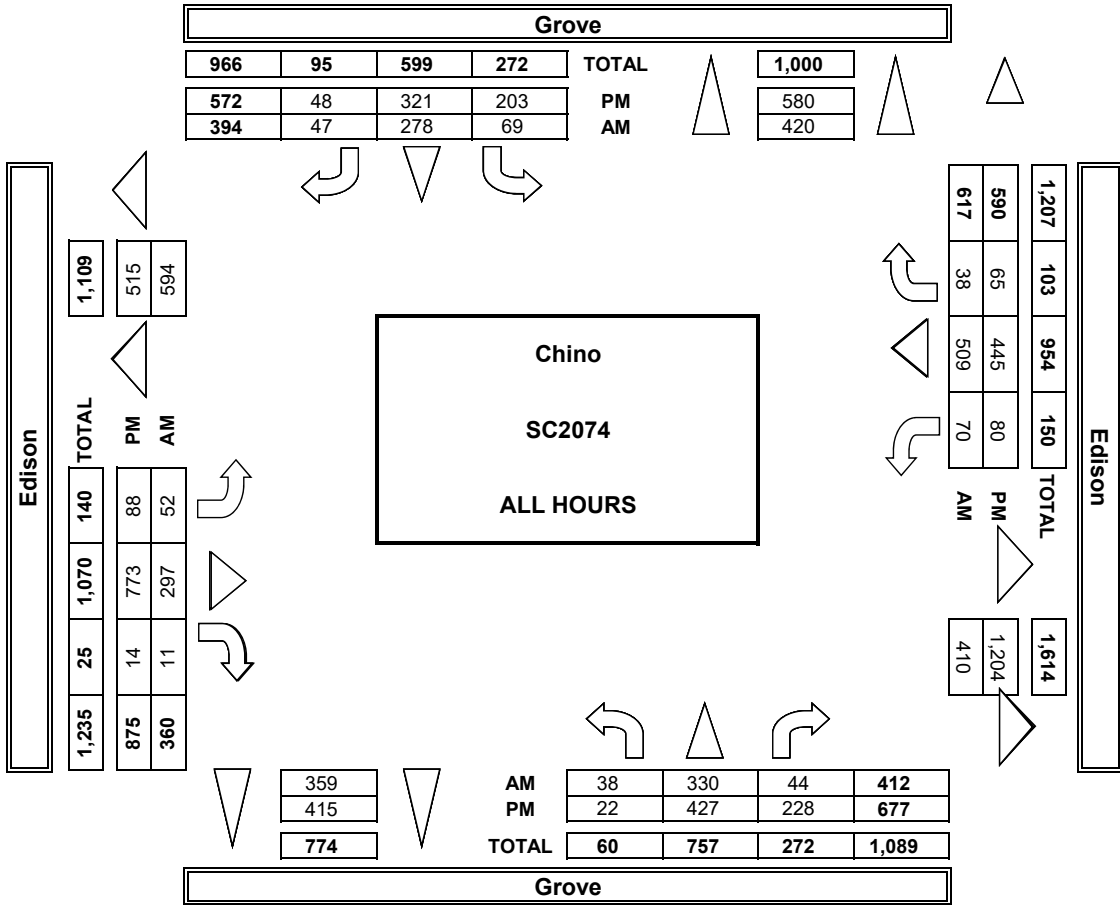 Grove
966 95 599 272 TOTAL 1,000
572 48 321 203 PM 580
394 47 278 69 AM 420
Edison
1,109
515
594
TOTAL 140 1,070 25 1,235
PM 88 773 14 875
AM 52 297 11 360
Chino
SC2074
ALL HOURS
1,207 103 954 150 TOTAL
590 65 445 80 PM
617 38 509 70 AM
1,614
1,204
410
Edison
359 AM 38 330 44 412
415 PM 22 427 228 677
774 TOTAL 60 757 272 1,089
Grove